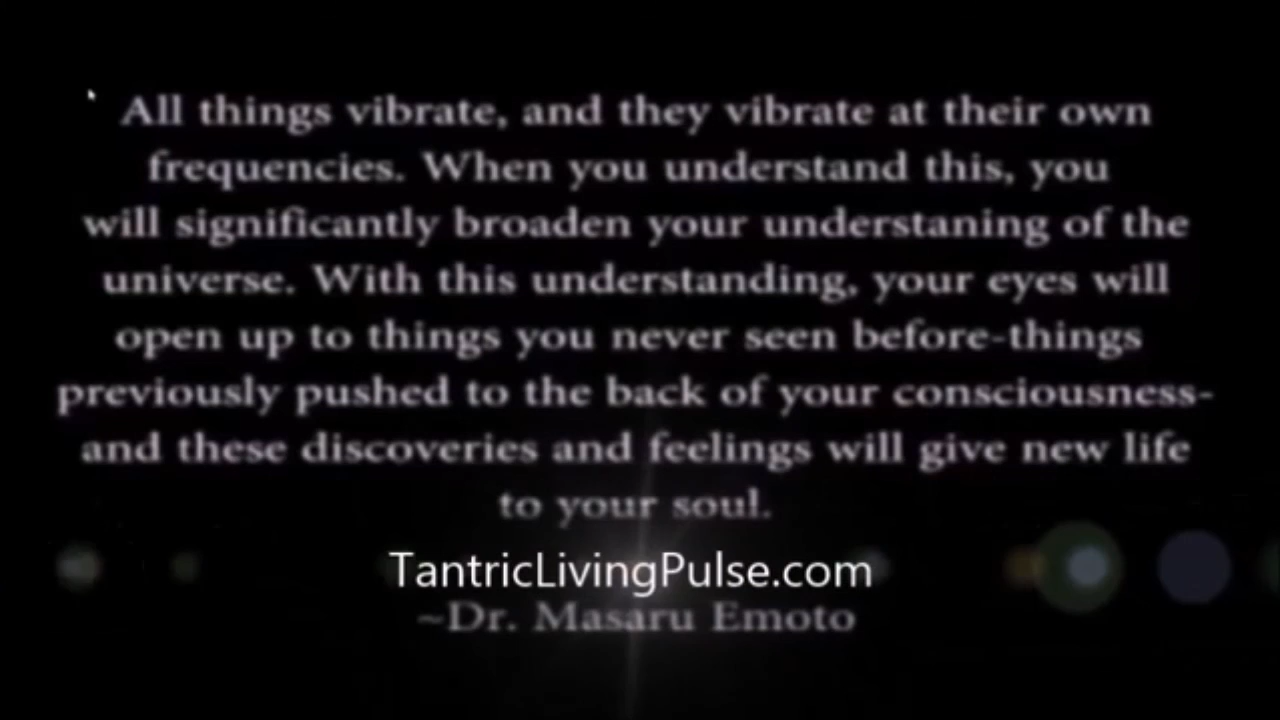 All things vibrate, and they vibrate at their own
frequencies. When you understand this, you
will significantly broaden your understaning of the
universe. With this understanding, your eyes will
open up to things you never seen before-things
previously pushed to the back of your consciousness-
and these discoveries and feelings will give new life
to your soul.
TantricLivingPulse.com
~Dr. Masaru Emoto